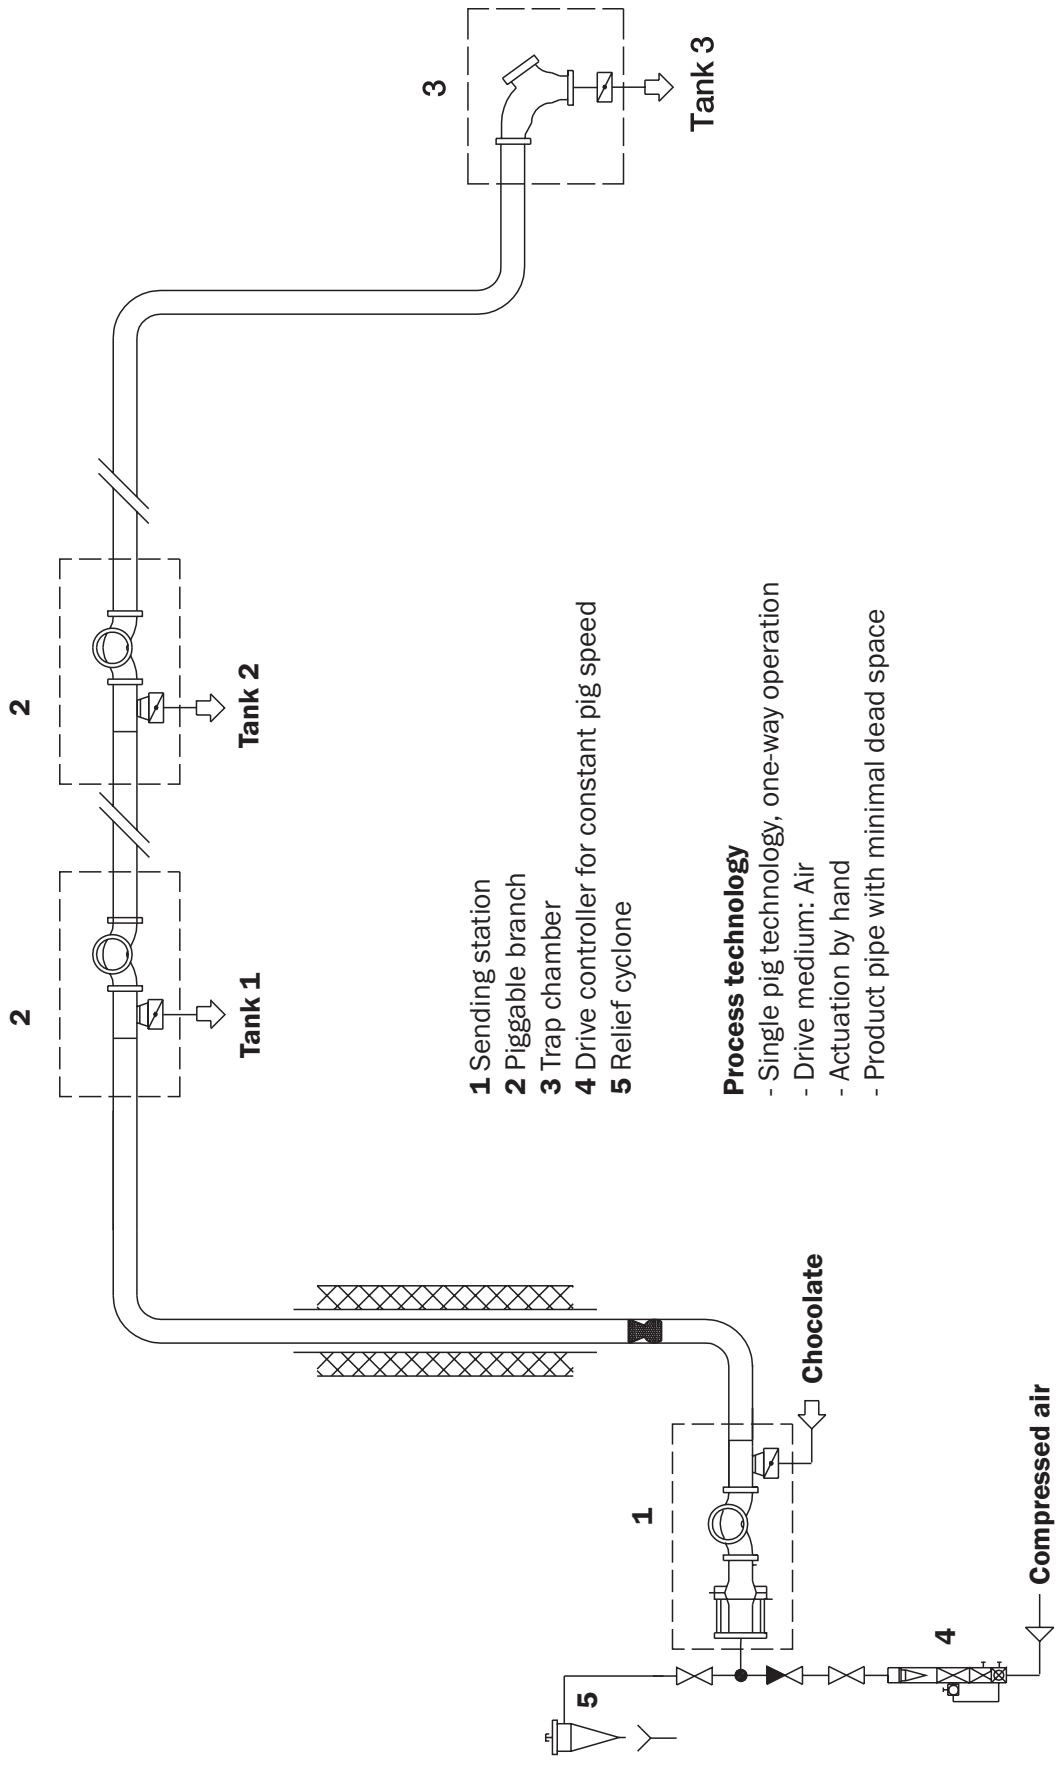 3
Tank 3
2
2
Tank 1
Tank 2
1 Sending station
2 Piggable branch
3 Trap chamber
4 Drive controller for constant pig speed
5 Relief cyclone
Process technology
- Single pig technology, one-way operation
- Drive medium: Air
- Actuation by hand
- Product pipe with minimal dead space
1
Chocolate
5
4
Compressed air